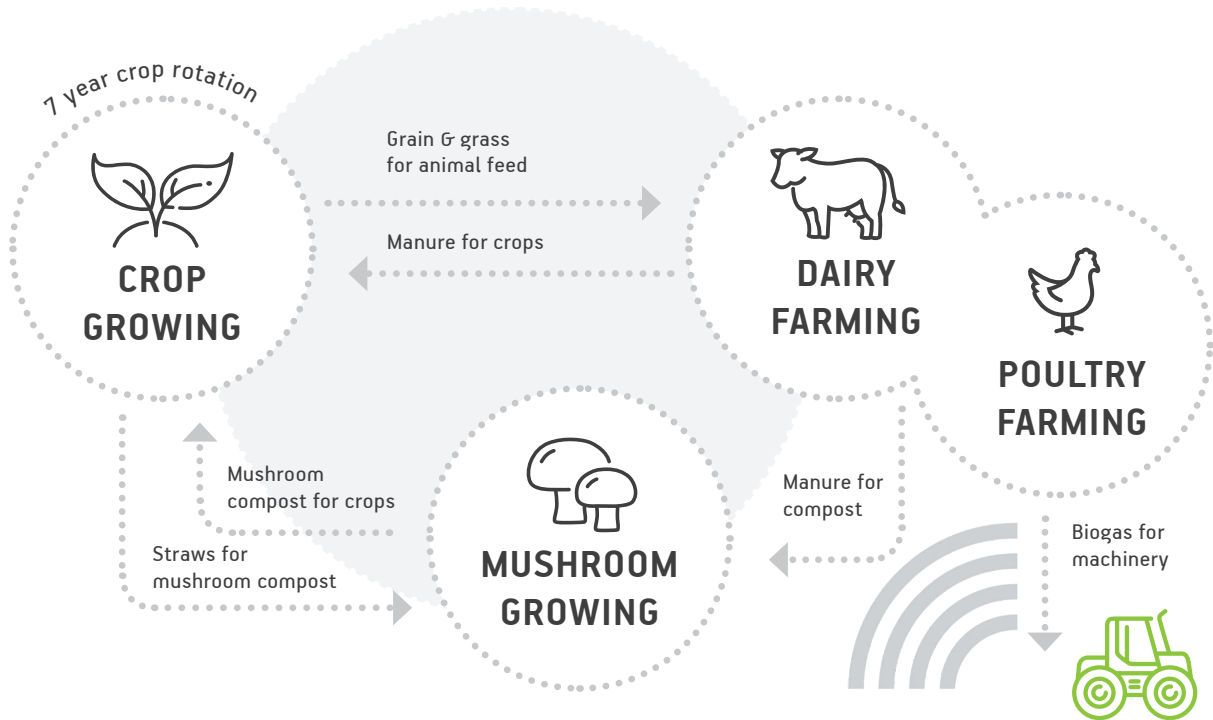 7 year crop rotation
CROP
GROWING
Grain & grass
for animal feed
Manure for crops
DAIRY
FARMING
POULTRY
FARMING
Mushroom
compost for crops
Straws for
mushroom compost
MUSHROOM
GROWING
Manure for
compost
Biogas for
machinery